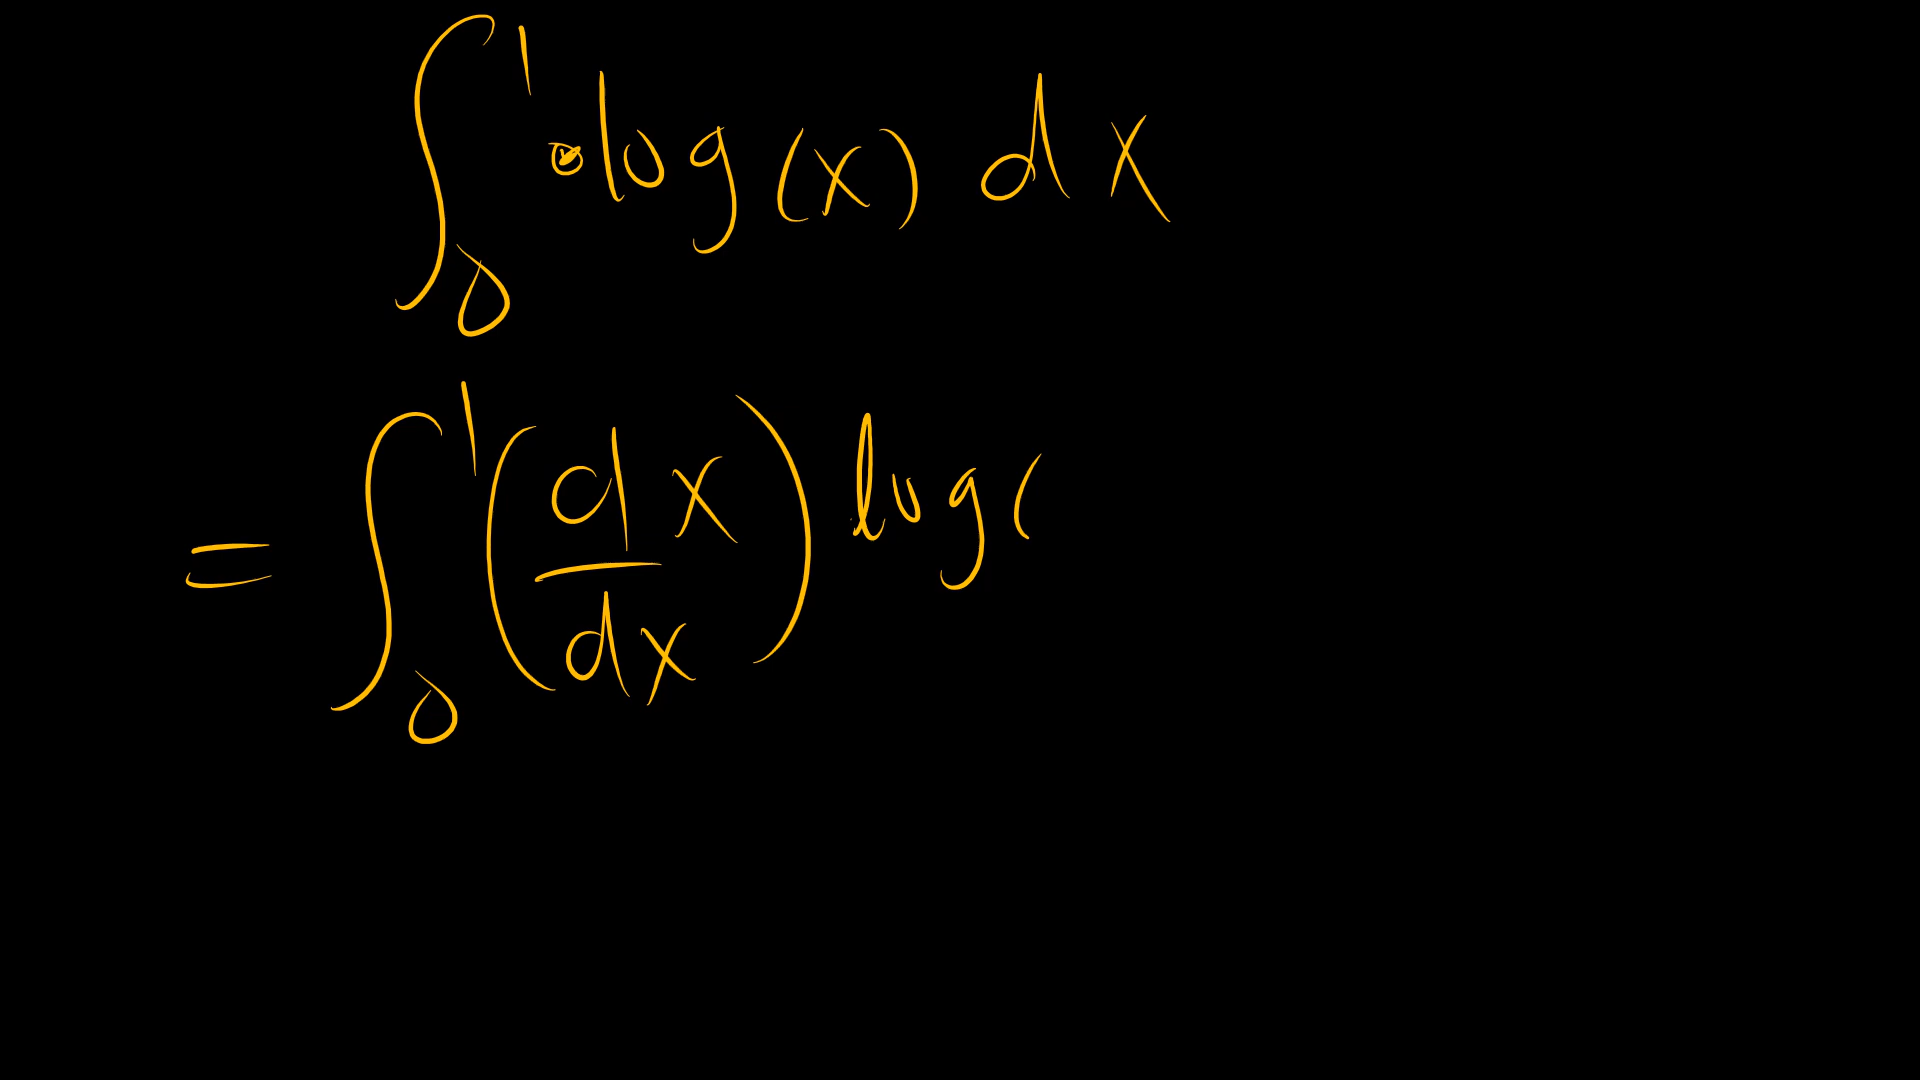 ∫₀¹ log(x) dx
= ∫₀¹ (dx/dx) log(